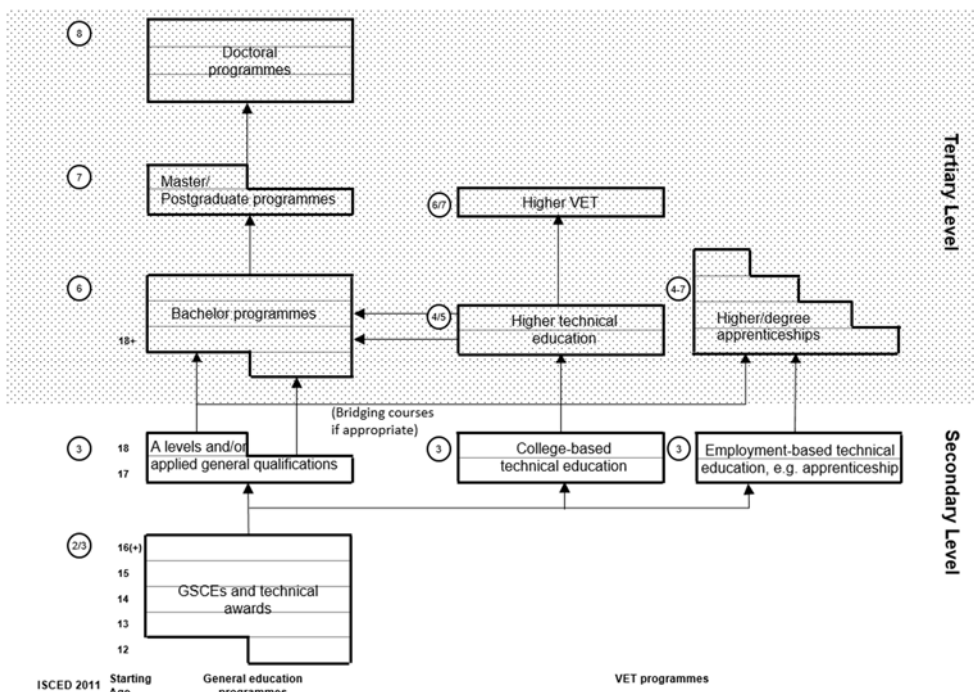 8
Doctoral
programmes
7
Master/
Postgraduate programmes
6/7
Higher VET
Tertiary Level
6
Bachelor programmes
18+
4/5
Higher technical
education
4-7
Higher/degree
apprenticeships
(Bridging courses
if appropriate)
3
18
17
A levels and/or
applied general qualifications
3
College-based
technical education
3
Employment-based technical
education, e.g. apprenticeship
Secondary Level
2/3
16(+)
15
14
13
12
GSCEs and technical
awards
ISCED 2011
Starting
Age
General education
programmes
VET programmes